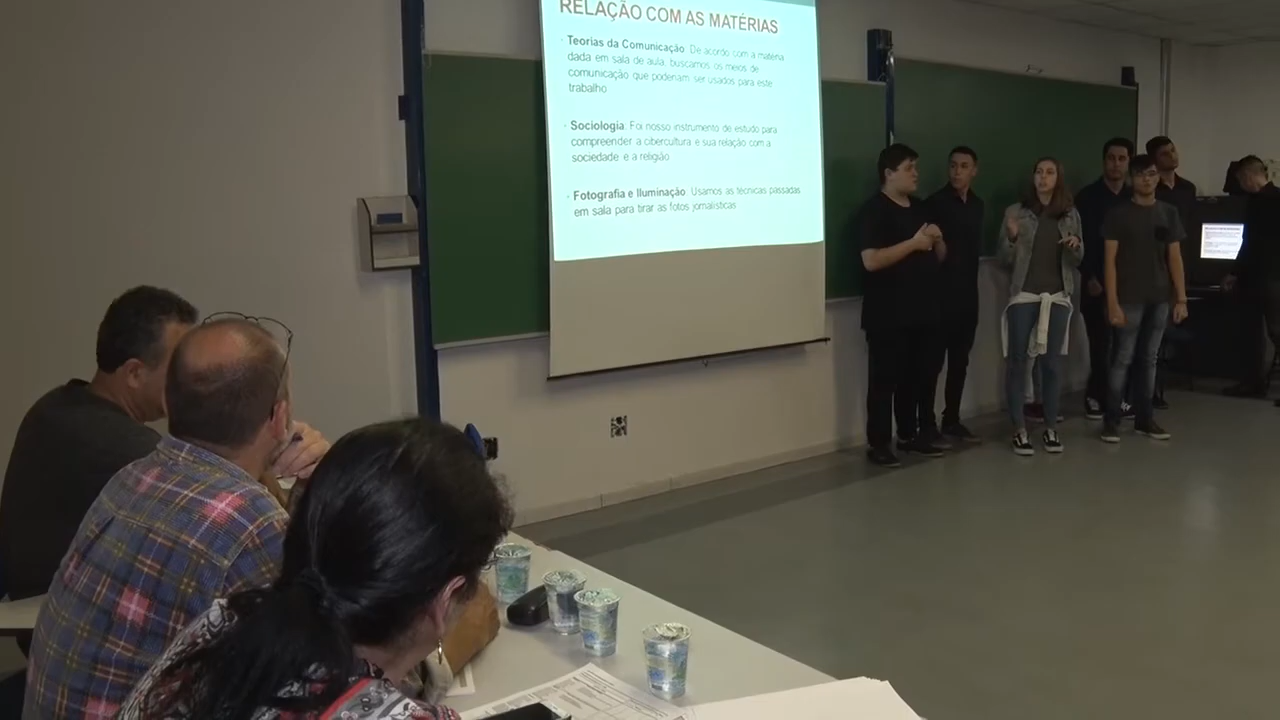 RELAÇÃO COM AS MATÉRIAS
Teorias da Comunicação: De acordo com a matéria
dada em sala de aula, buscamos os meios de
comunicação que poderiam ser usados para este
trabalho
Sociologia: Foi nosso instrumento de estudo para
compreender a cibercultura e sua relação com a
sociedade e a religião
Fotografia e Iluminação: Usamos as técnicas passadas
em sala para tirar as fotos jornalísticas